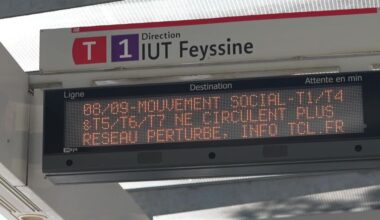 Direction
T 1 IUT Feyssine
Ligne Destination Attente en min
08/09-MOUVEMENT SOCIAL-T1/T4
&T5/T6/T7 NE CIRCULENT PLUS
RESEAU PERTURBE. INFO TCL.FR